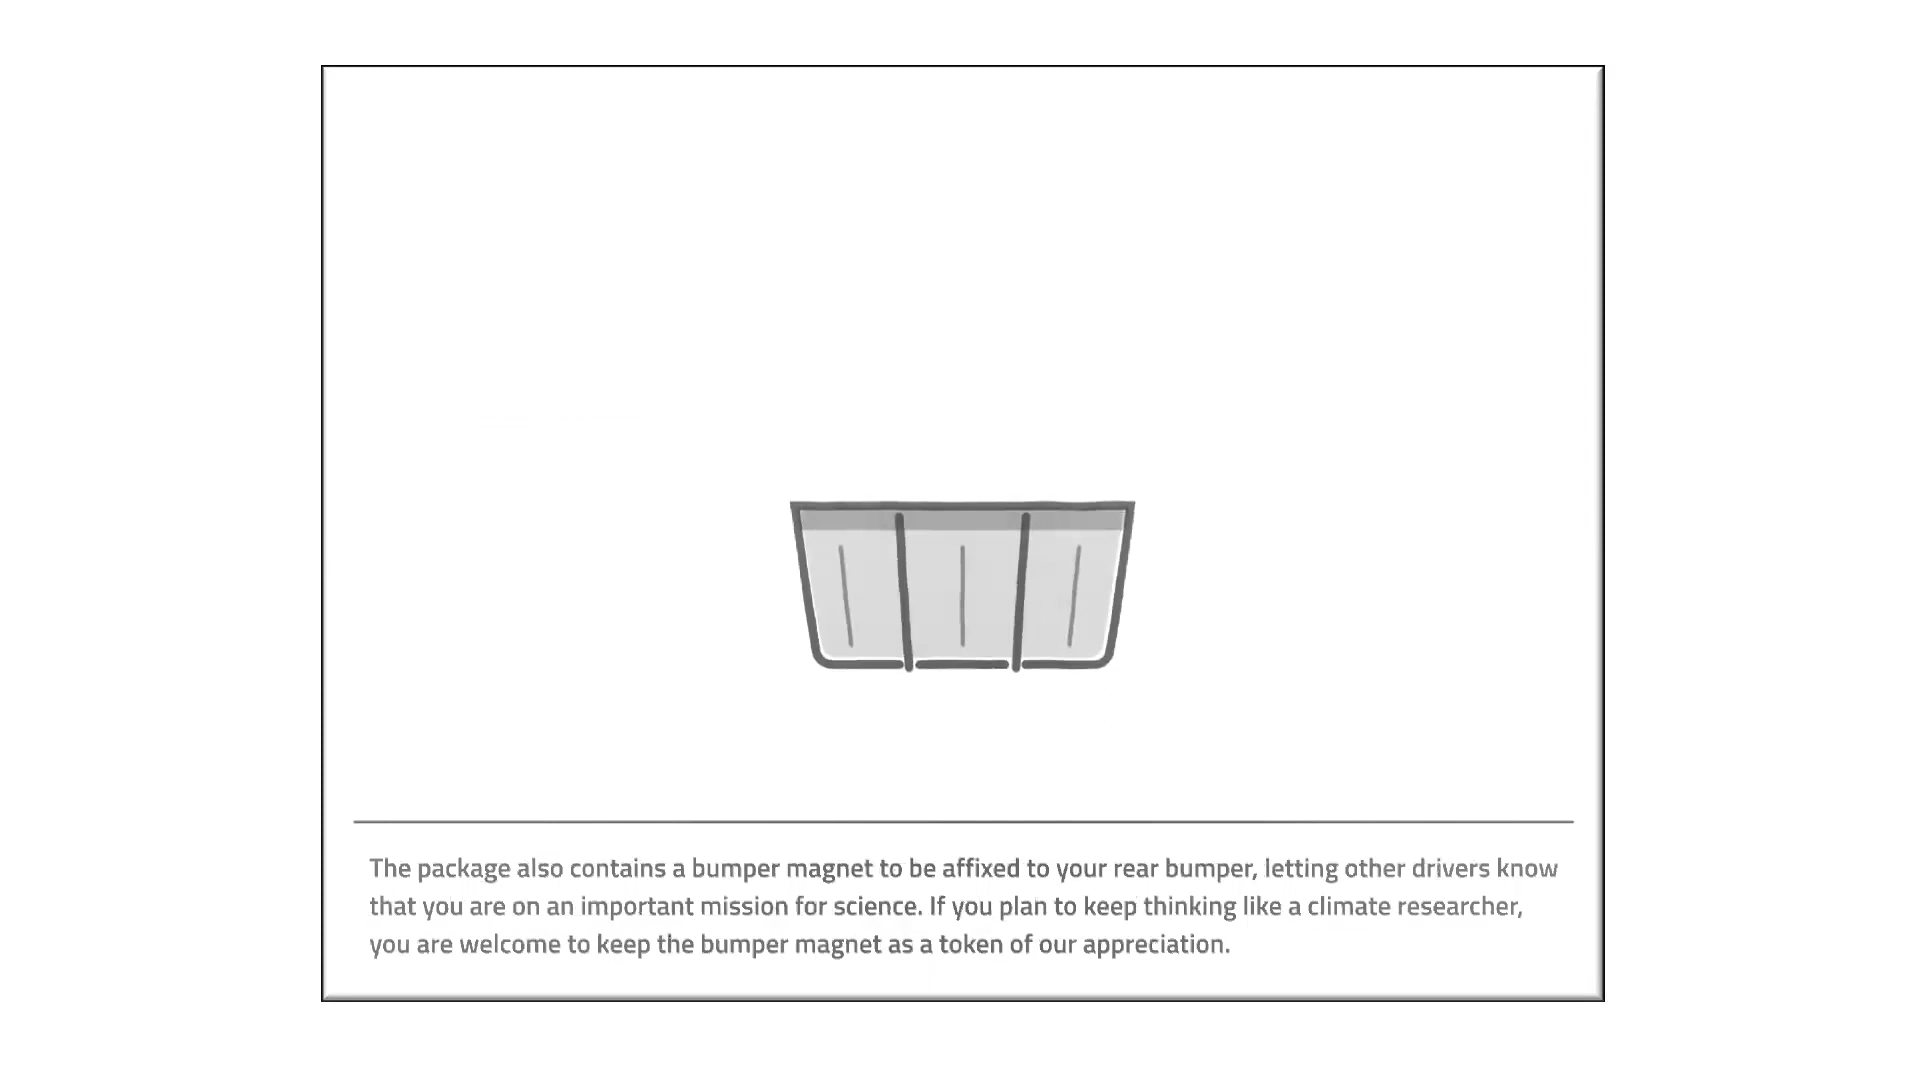 The package also contains a bumper magnet to be affixed to your rear bumper, letting other drivers know
that you are on an important mission for science. If you plan to keep thinking like a climate researcher,
you are welcome to keep the bumper magnet as a token of our appreciation.